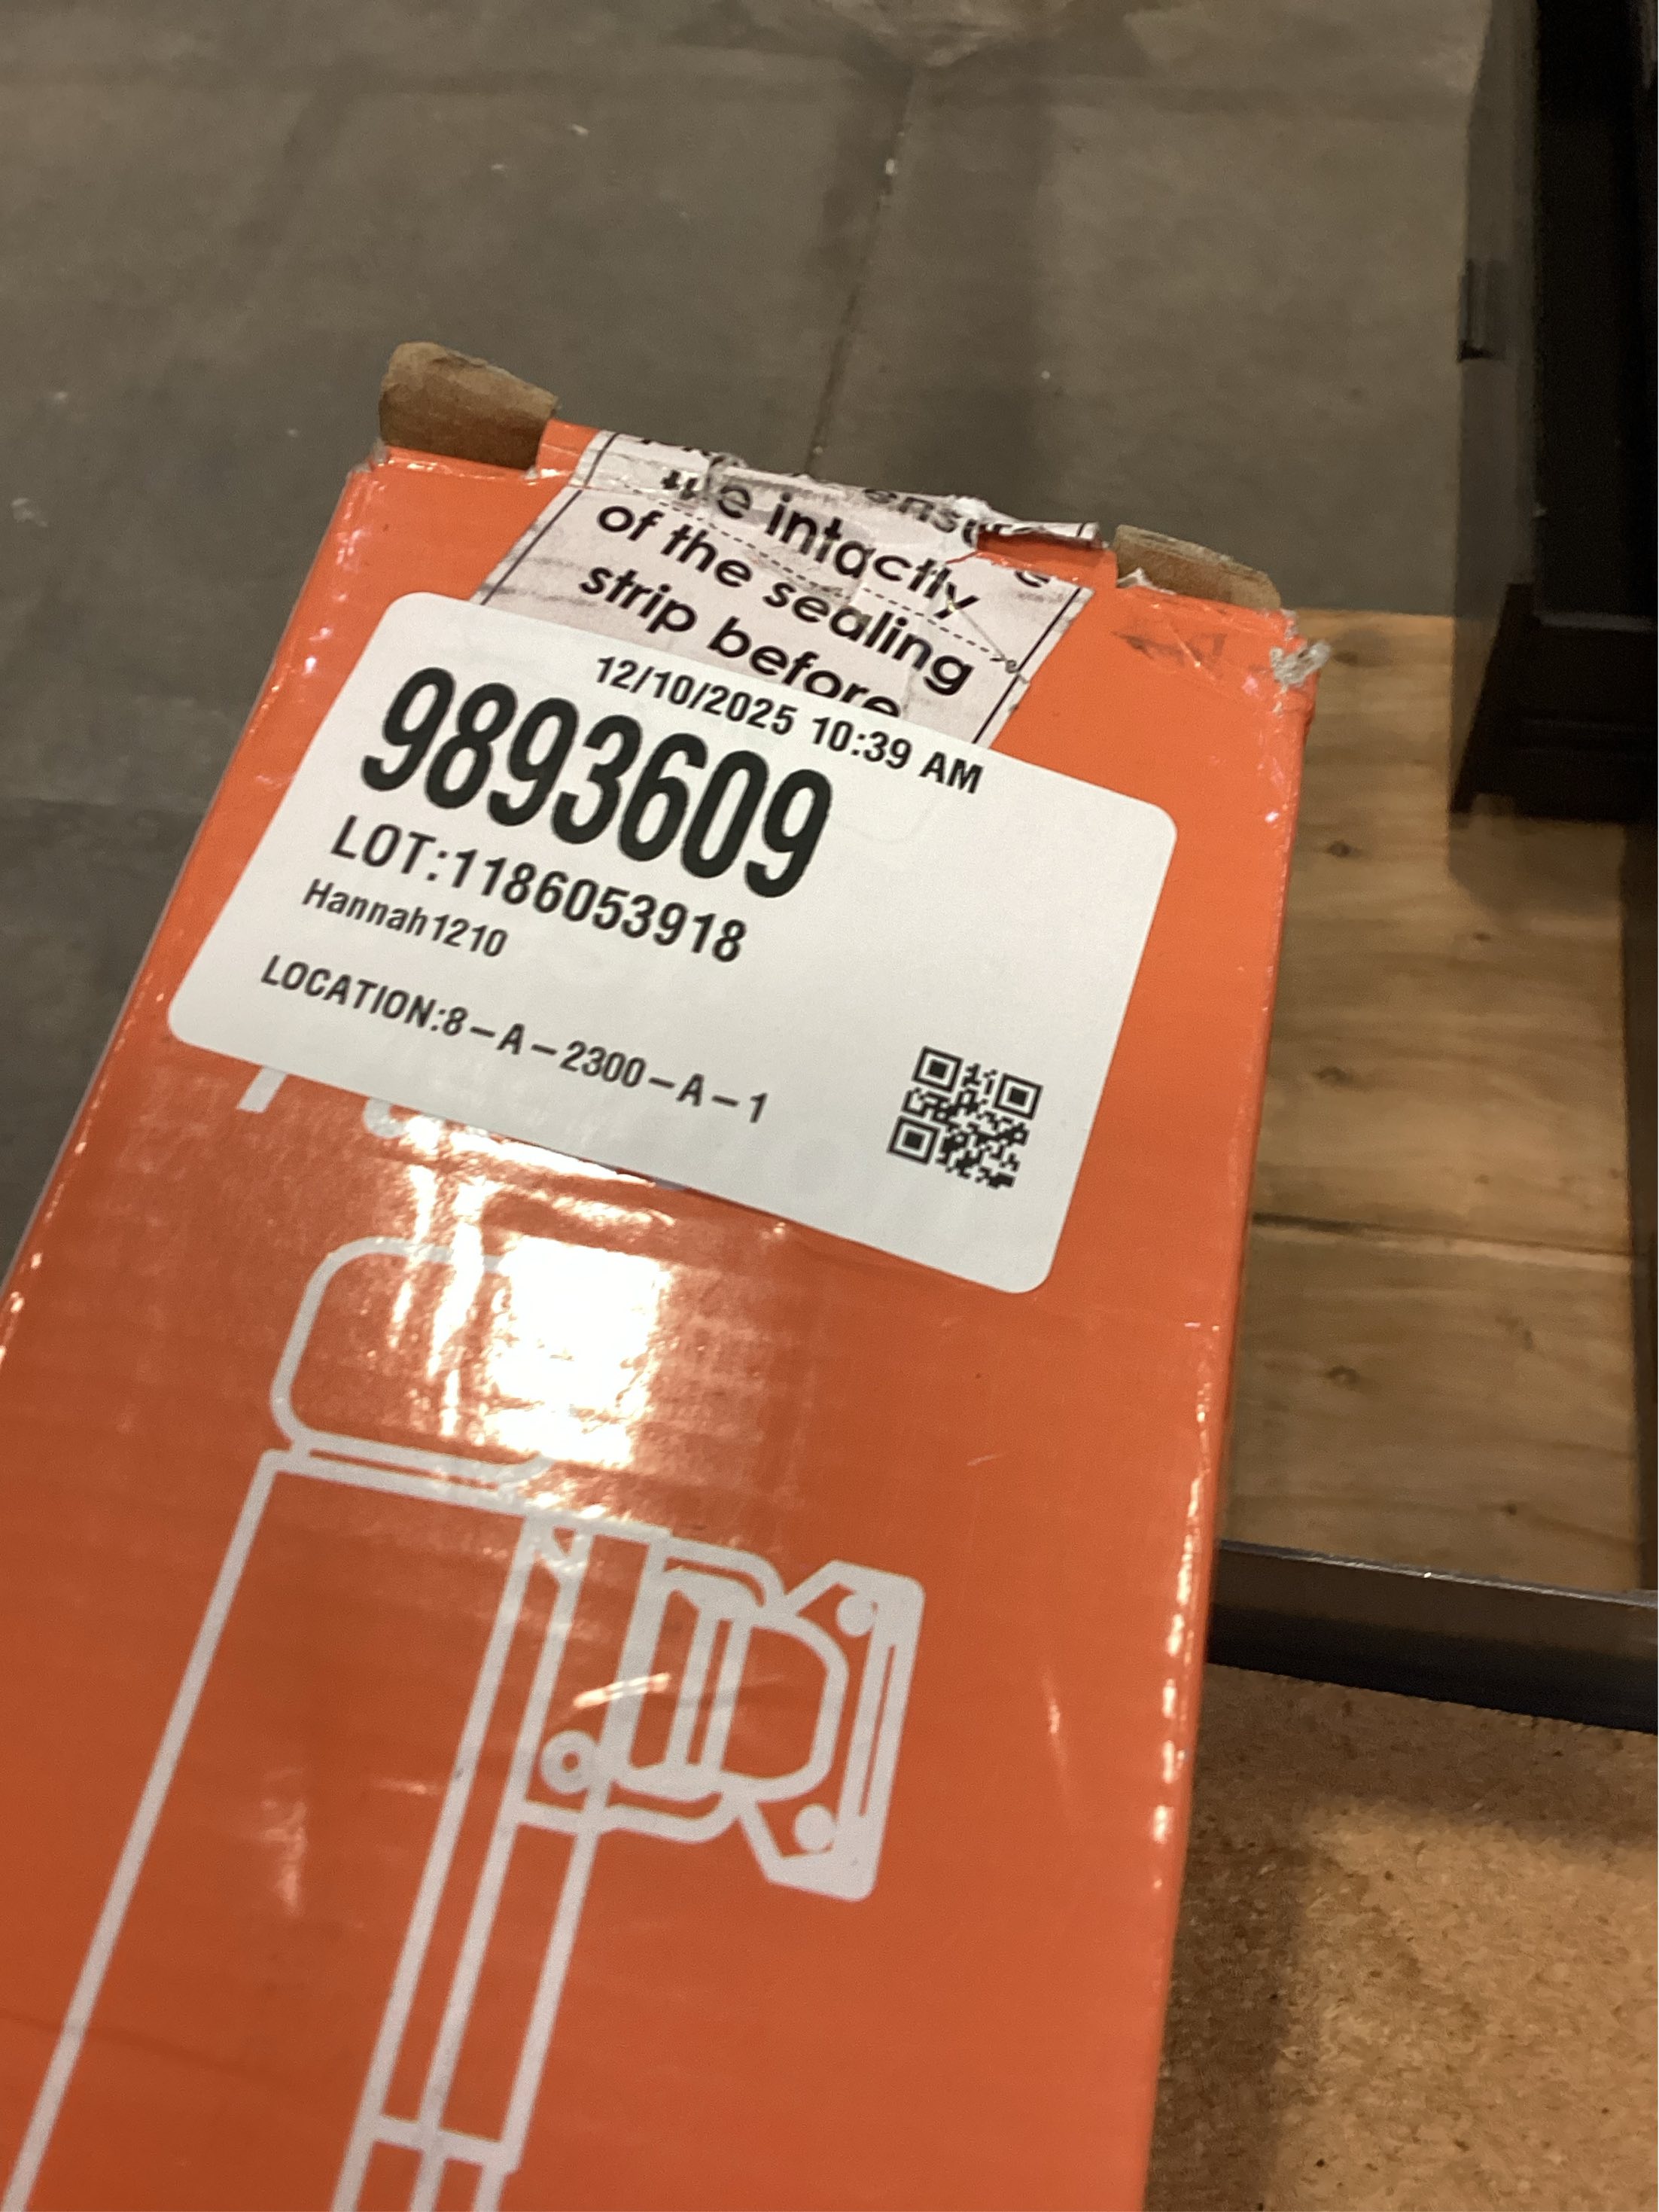 the intactly
of the sealing
strip before
12/10/2025 10:39 AM
9893609
LOT:1186053918
Hannah1210
LOCATION:8-A-2300-A-1